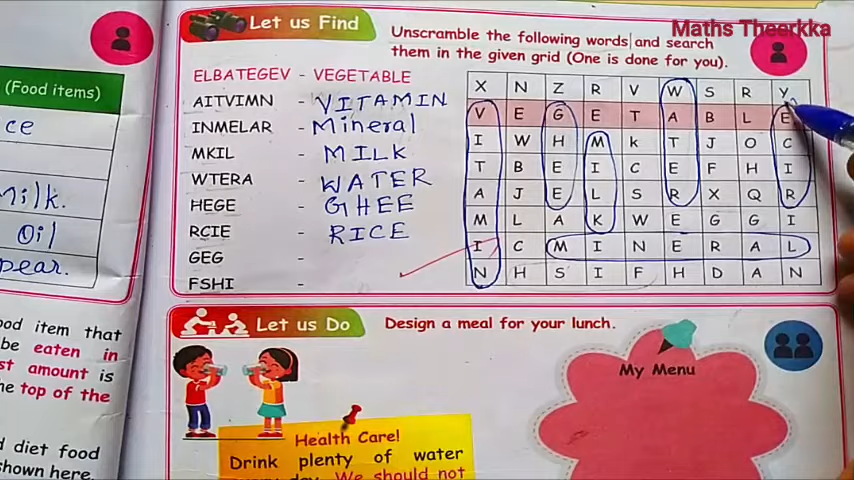 Maths Theerkka
Let us Find
Unscramble the following words and search
them in the given grid (One is done for you).
ELBATEGEV - VEGETABLE
AITVIMN - VITAMIN
INMELAR - Mineral
MKIL - MILK
WTERA - WATER
HEGE - GHEE
RCIE - RICE
GEG -
FSHI -
X N Z R V W S R Y
V E G E T A B L E
I W H M k T J O C
T B E I C E F H I
A J E L S R X Q R
M L A K W E G G I
I C M I N E R A L
N H S I F H D A N
(Food items)
ce
Milk.
Oil
pear.
food item that
be eaten in
amount is
top of the
diet food
shown here.
Let us Do
Design a meal for your lunch.
My Menu
Health Care!
Drink plenty of water
every day. We should not